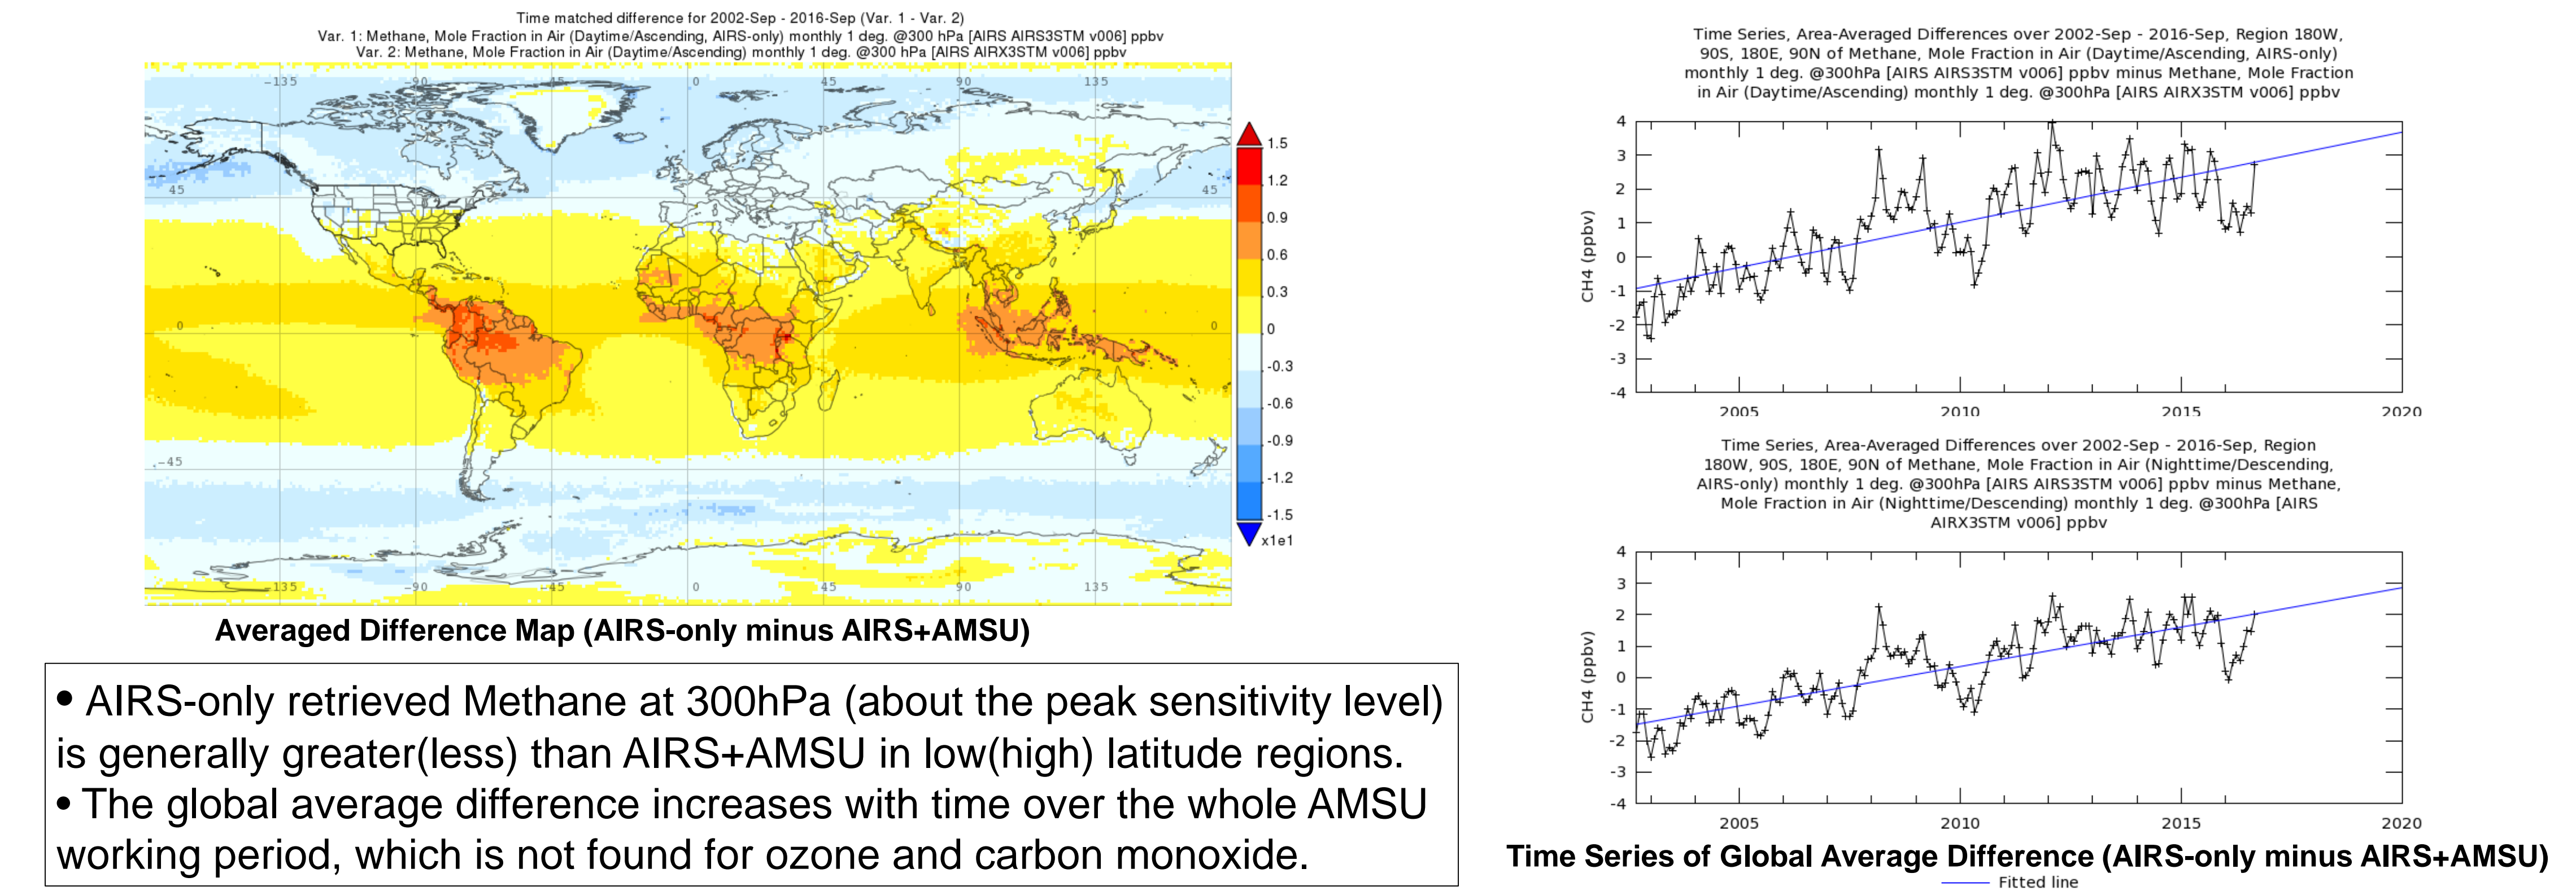 Time matched difference for 2002-Sep - 2016-Sep (Var. 1 - Var. 2)
Var. 1: Methane, Mole Fraction in Air (Daytime/Ascending, AIRS-only) monthly 1 deg. @300 hPa [AIRS AIRS3STM v006] ppbv
Var. 2: Methane, Mole Fraction in Air (Daytime/Ascending) monthly 1 deg. @300 hPa [AIRS AIRX3STM v006] ppbv
-135 -90 -45 0 45 90 135
45 45
0 0
-45 -45
-135 -90 -45 0 45 90 135
1.5
1.2
0.9
0.6
0.3
0
-0.3
-0.6
-0.9
-1.2
-1.5
x1e1
Averaged Difference Map (AIRS-only minus AIRS+AMSU)
• AIRS-only retrieved Methane at 300hPa (about the peak sensitivity level)
is generally greater(less) than AIRS+AMSU in low(high) latitude regions.
• The global average difference increases with time over the whole AMSU
working period, which is not found for ozone and carbon monoxide.
Time Series, Area-Averaged Differences over 2002-Sep - 2016-Sep, Region 180W,
90S, 180E, 90N of Methane, Mole Fraction in Air (Daytime/Ascending, AIRS-only)
monthly 1 deg. @300hPa [AIRS AIRS3STM v006] ppbv minus Methane, Mole Fraction
in Air (Daytime/Ascending) monthly 1 deg. @300hPa [AIRS AIRX3STM v006] ppbv
4
3
2
1
0
-1
-2
-3
-4
CH4 (ppbv)
2005 2010 2015 2020
Time Series, Area-Averaged Differences over 2002-Sep - 2016-Sep, Region
180W, 90S, 180E, 90N of Methane, Mole Fraction in Air (Nighttime/Descending,
AIRS-only) monthly 1 deg. @300hPa [AIRS AIRS3STM v006] ppbv minus Methane,
Mole Fraction in Air (Nighttime/Descending) monthly 1 deg. @300hPa [AIRS
AIRX3STM v006] ppbv
4
3
2
1
0
-1
-2
-3
-4
CH4 (ppbv)
2005 2010 2015 2020
Time Series of Global Average Difference (AIRS-only minus AIRS+AMSU)
Fitted line